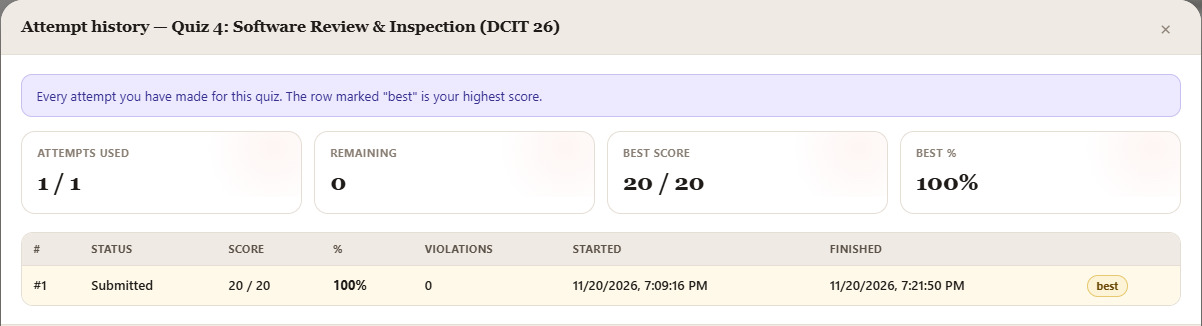 Attempt history — Quiz 4: Software Review & Inspection (DCIT 26)
×
Every attempt you have made for this quiz. The row marked "best" is your highest score.
ATTEMPTS USED
1 / 1
REMAINING
0
BEST SCORE
20 / 20
BEST %
100%
# STATUS SCORE % VIOLATIONS STARTED FINISHED
#1 Submitted 20 / 20 100% 0 11/20/2026, 7:09:16 PM 11/20/2026, 7:21:50 PM best